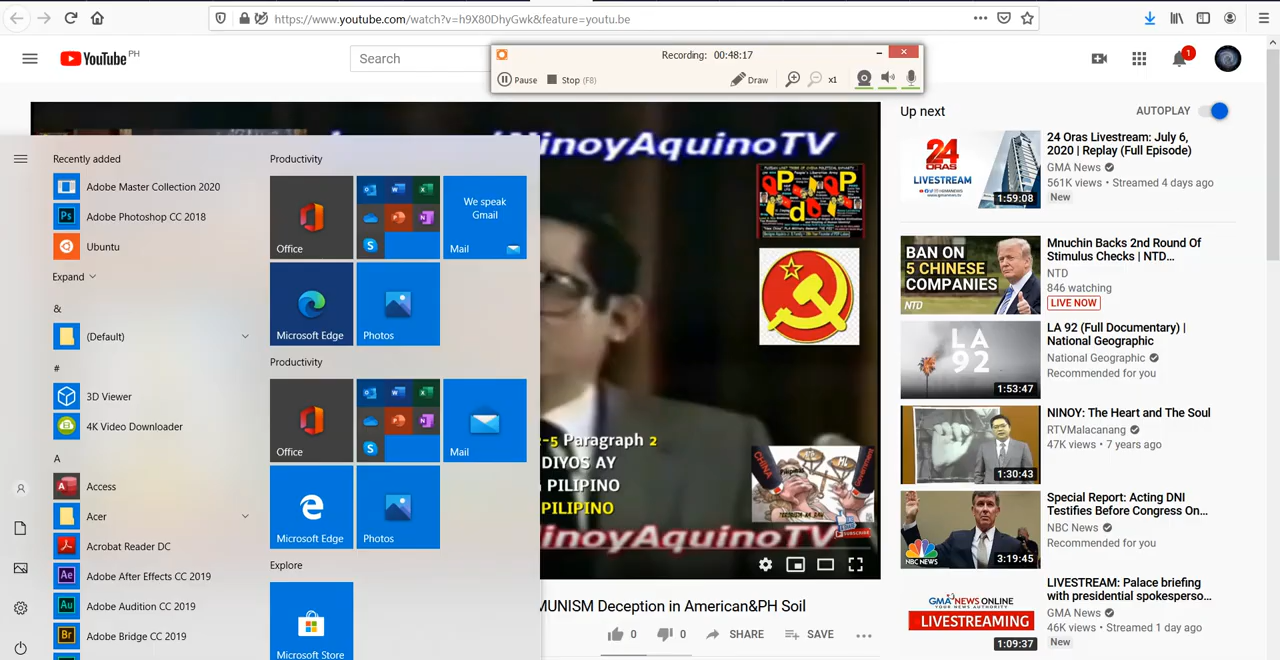 https://www.youtube.com/watch?v=h9X80DhyGwk&feature=youtu.be
YouTube PH
Search
Recording: 00:48:17
Pause
Stop (F8)
Draw
x1
1
inoyAquinoTV
Recently added
Adobe Master Collection 2020
Adobe Photoshop CC 2018
Ubuntu
Expand
&
(Default)
#
3D Viewer
4K Video Downloader
A
Access
Acer
Acrobat Reader DC
Adobe After Effects CC 2019
Adobe Audition CC 2019
Adobe Bridge CC 2019
Productivity
Office
We speak
Gmail
Mail
Microsoft Edge
Photos
Productivity
Office
Mail
Microsoft Edge
Photos
Explore
Microsoft Store
-5 Paragraph 2
DIYOS AY
PILIPINO
PILIPINO
CHINA
Government
SUBSCRIBE
inoyAquinoTV
MUNISM Deception in American&PH Soil
0
0
SHARE
SAVE
Up next
AUTOPLAY
24
ORAS
LIVESTREAM
1:59:08
24 Oras Livestream: July 6,
2020 | Replay (Full Episode)
GMA News
561K views • Streamed 4 days ago
New
BAN ON
5 CHINESE
COMPANIES
NTD
Mnuchin Backs 2nd Round Of
Stimulus Checks | NTD...
NTD
846 watching
LIVE NOW
LA
92
1:53:47
LA 92 (Full Documentary) |
National Geographic
National Geographic
Recommended for you
1:30:43
NINOY: The Heart and The Soul
RTVMalacanang
47K views • 7 years ago
NBC NEWS
3:19:45
Special Report: Acting DNI
Testifies Before Congress On...
NBC News
Recommended for you
GMA NEWS ONLINE
LIVESTREAMING
1:09:37
LIVESTREAM: Palace briefing
with presidential spokesperso...
GMA News
46K views • Streamed 1 day ago
New